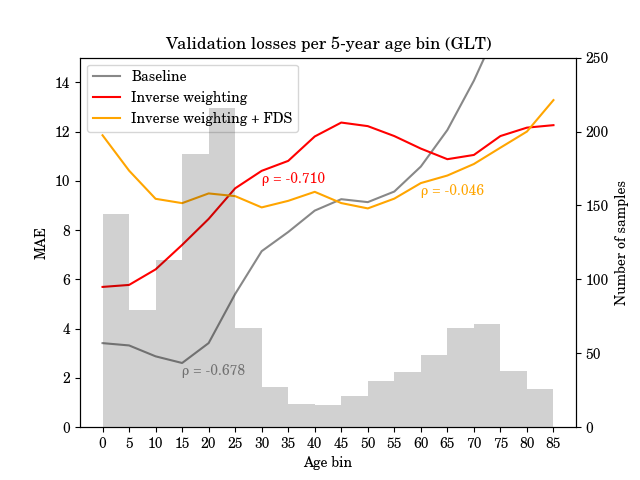 Validation losses per 5-year age bin (GLT)
Baseline
Inverse weighting
Inverse weighting + FDS
ρ = -0.710
ρ = -0.046
ρ = -0.678
MAE
0
2
4
6
8
10
12
14
Number of samples
0
50
100
150
200
250
0 5 10 15 20 25 30 35 40 45 50 55 60 65 70 75 80 85
Age bin